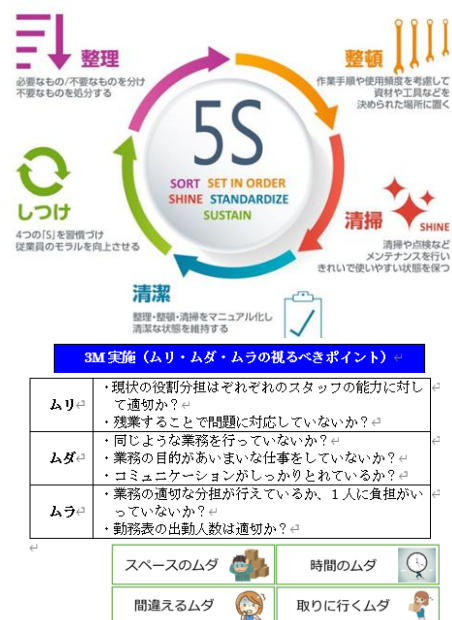 整理
必要なもの/不要なものを分け
不要なものを処分する
整頓
作業手順や使用頻度を考慮して
資材や工具などを
決められた場所に置く
5S
SORT SET IN ORDER
SHINE STANDARDIZE
SUSTAIN
しつけ
4つの「S」を習慣づけ
従業員のモラルを向上させる
清掃
SHINE
清掃や点検など
メンテナンスを行い
きれいで使いやすい状態を保つ
清潔
整理・整頓・清掃をマニュアル化し
清潔な状態を維持する
3M実施（ムリ・ムダ・ムラの視るべきポイント）
ムリ
・現状の役割分担はぞれぞれのスタッフの能力に対し
て適切か？
・残業することで問題に対応していないか？
ムダ
・同じような業務を行っていないか？
・業務の目的があいまいな仕事をしていないか？
・コミュニケーションがしっかりとれているか？
ムラ
・業務の適切な分担が行えているか、１人に負担がい
っていないか？
・勤務表の出勤人数は適切か？
スペースのムダ
時間のムダ
間違えるムダ
取りに行くムダ